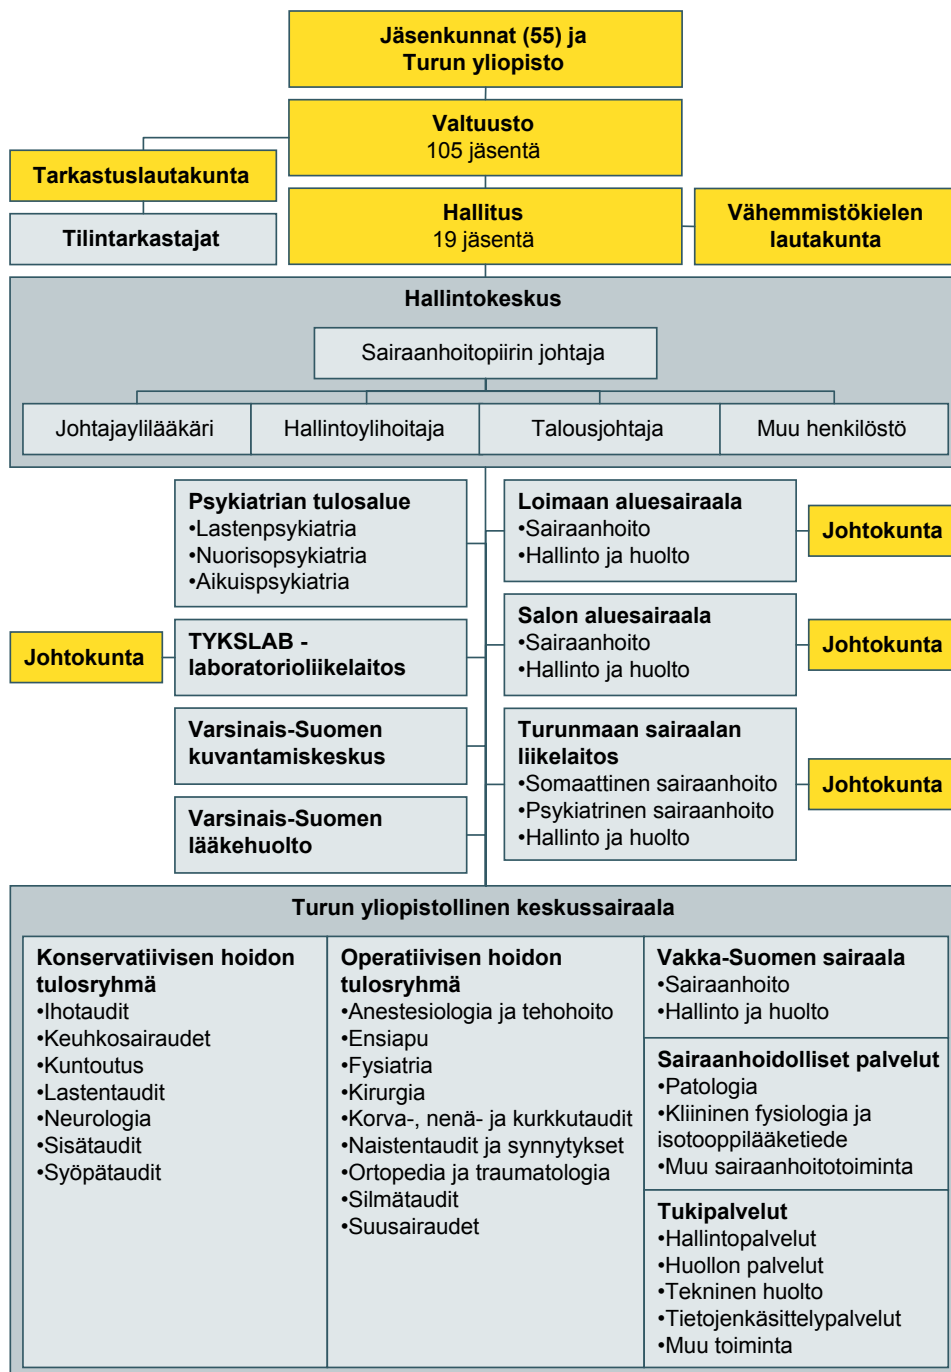 Jäsenkunnat (55) ja
Turun yliopisto
Valtuusto
105 jäsentä
Tarkastuslautakunta
Tilintarkastajat
Hallitus
19 jäsentä
Vähemmistökielen
lautakunta
Hallintokeskus
Sairaanhoitopiirin johtaja
Johtajaylilääkäri
Hallintoylihoitaja
Talousjohtaja
Muu henkilöstö
Psykiatrian tulosalue
•Lastenpsykiatria
•Nuorisopsykiatria
•Aikuispsykiatria
Loimaan aluesairaala
•Sairaanhoito
•Hallinto ja huolto
Johtokunta
Johtokunta
TYKSLAB -
laboratorioliikelaitos
Salon aluesairaala
•Sairaanhoito
•Hallinto ja huolto
Johtokunta
Varsinais-Suomen
kuvantamiskeskus
Varsinais-Suomen
lääkehuolto
Turunmaan sairaalan
liikelaitos
•Somaattinen sairaanhoito
•Psykiatrinen sairaanhoito
•Hallinto ja huolto
Johtokunta
Turun yliopistollinen keskussairaala
Konservatiivisen hoidon
tulosryhmä
•Ihotaudit
•Keuhkosairaudet
•Kuntoutus
•Lastentaudit
•Neurologia
•Sisätaudit
•Syöpätaudit
Operatiivisen hoidon
tulosryhmä
•Anestesiologia ja tehohoito
•Ensiapu
•Fysiatria
•Kirurgia
•Korva-, nenä- ja kurkkutaudit
•Naistentaudit ja synnytykset
•Ortopedia ja traumatologia
•Silmätaudit
•Suusairaudet
Vakka-Suomen sairaala
•Sairaanhoito
•Hallinto ja huolto
Sairaanhoidolliset palvelut
•Patologia
•Kliininen fysiologia ja
isotooppilääketiede
•Muu sairaanhoitotoiminta
Tukipalvelut
•Hallintopalvelut
•Huollon palvelut
•Tekninen huolto
•Tietojenkäsittelypalvelut
•Muu toiminta